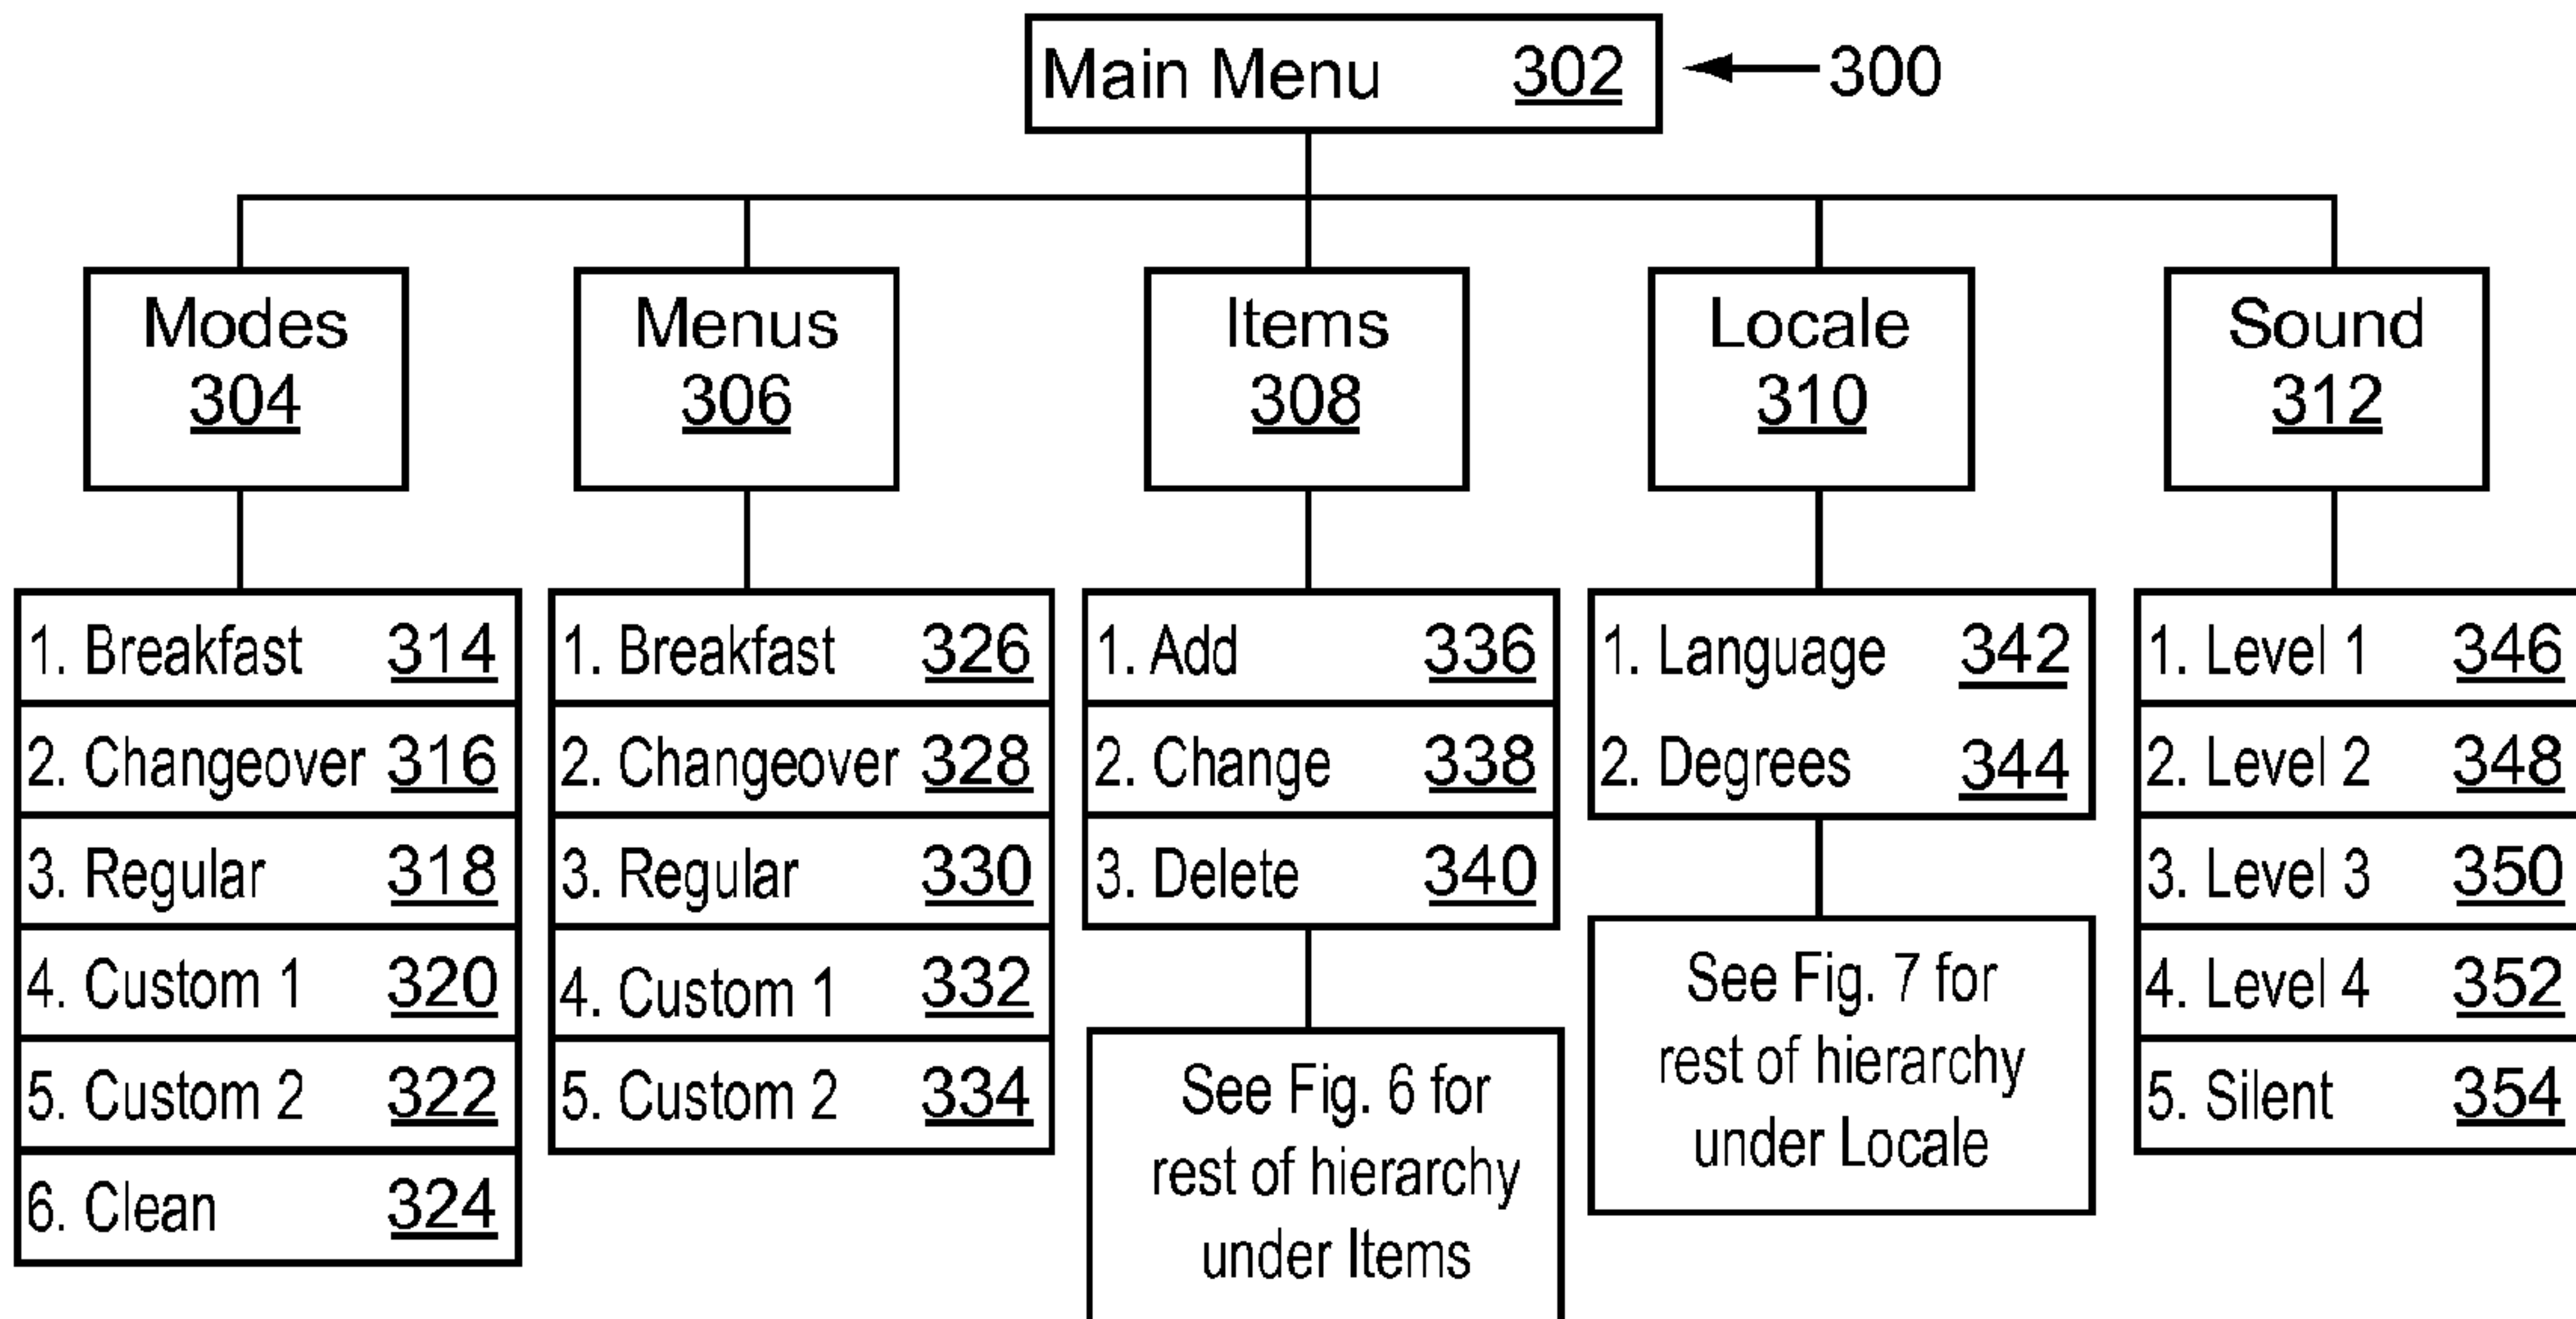 Main Menu 302
300
Modes
304
Menus
306
Items
308
Locale
310
Sound
312
1. Breakfast 314
2. Changeover 316
3. Regular 318
4. Custom 1 320
5. Custom 2 322
6. Clean 324
1. Breakfast 326
2. Changeover 328
3. Regular 330
4. Custom 1 332
5. Custom 2 334
1. Add 336
2. Change 338
3. Delete 340
See Fig. 6 for
rest of hierarchy
under Items
1. Language 342
2. Degrees 344
See Fig. 7 for
rest of hierarchy
under Locale
1. Level 1 346
2. Level 2 348
3. Level 3 350
4. Level 4 352
5. Silent 354